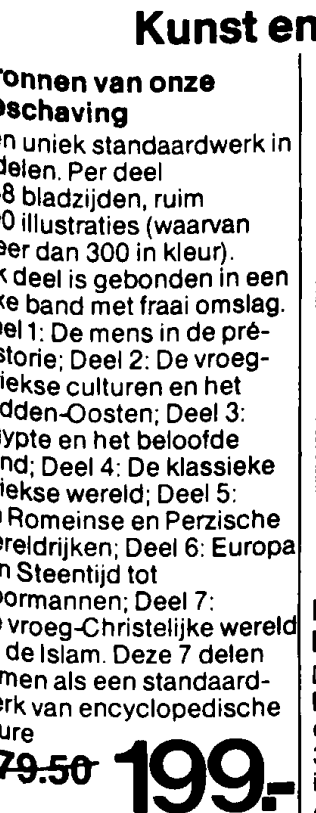 Kunst en
ronnen van onze
schaving
n uniek standaardwerk in
delen. Per deel
8 bladzijden, ruim
0 illustraties (waarvan
eer dan 300 in kleur).
k deel is gebonden in een
ke band met fraai omslag.
el 1: De mens in de pré-
storie; Deel 2: De vroeg-
iekse culturen en het
dden-Oosten; Deel 3:
ypte en het beloofde
nd; Deel 4: De klassieke
iekse wereld; Deel 5:
Romeinse en Perzische
reldrijken; Deel 6: Europa
n Steentijd tot
ormannen; Deel 7:
vroeg-Christelijke wereld
de Islam. Deze 7 delen
men als een standaard-
rk van encyclopedische
ure
79.50 199.-